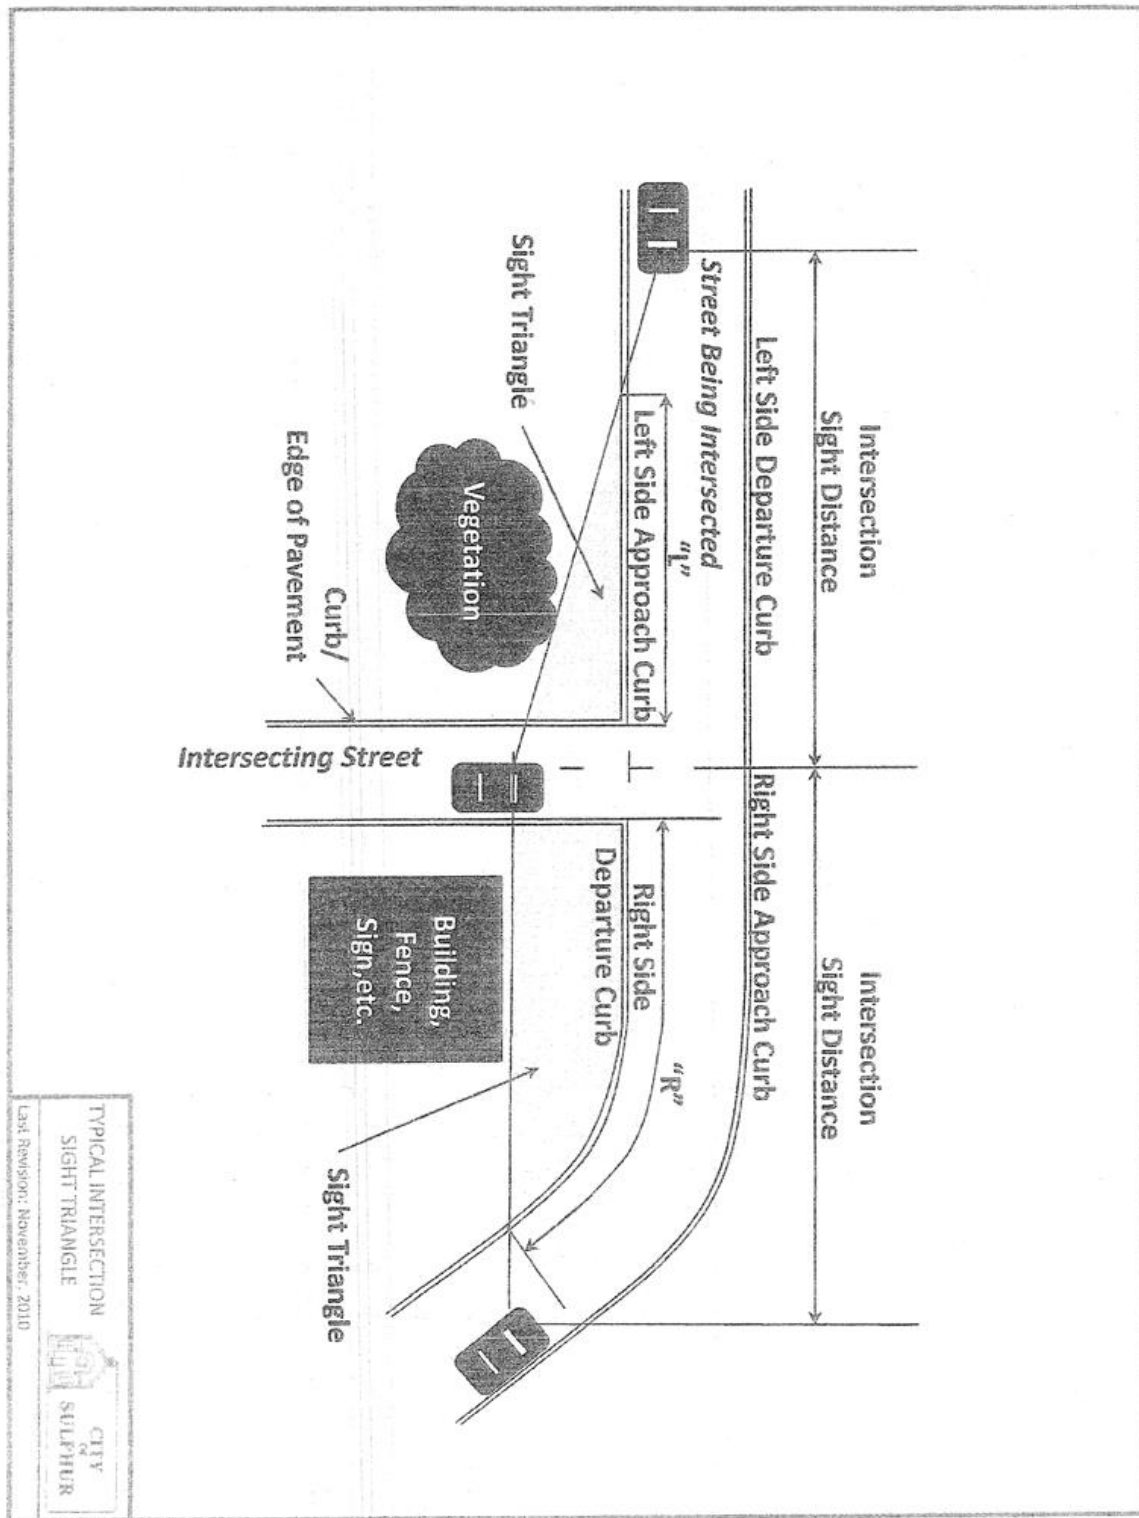 Intersection
Sight Distance
Intersection
Sight Distance
Left Side Departure Curb
Right Side Approach Curb
Street Being Intersected
"L"
"R"
Left Side Approach Curb
Right Side
Departure Curb
Sight Triangle
Vegetation
Building,
Fence,
Sign,etc.
Curb/
Edge of Pavement
Intersecting Street
Sight Triangle
TYPICAL INTERSECTION
SIGHT TRIANGLE
CITY
OF
SULPHUR
Last Revision: November, 2010